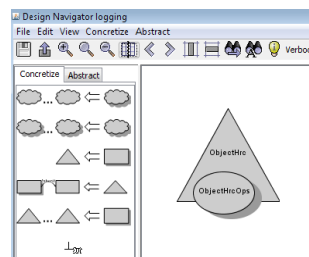 Design Navigator logging
File Edit View Concretize Abstract
Verbo
Concretize Abstract
ObjectHrc
ObjectHrcOps